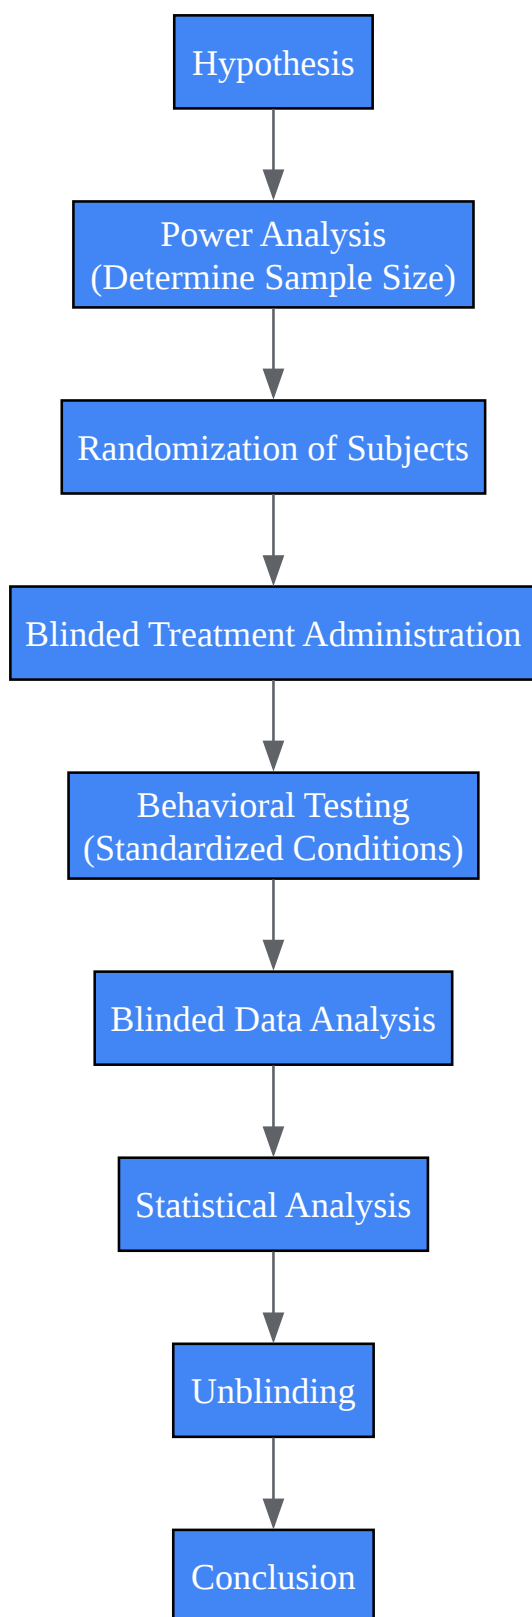 Hypothesis
Power Analysis
(Determine Sample Size)
Randomization of Subjects
Blinded Treatment Administration
Behavioral Testing
(Standardized Conditions)
Blinded Data Analysis
Statistical Analysis
Unblinding
Conclusion